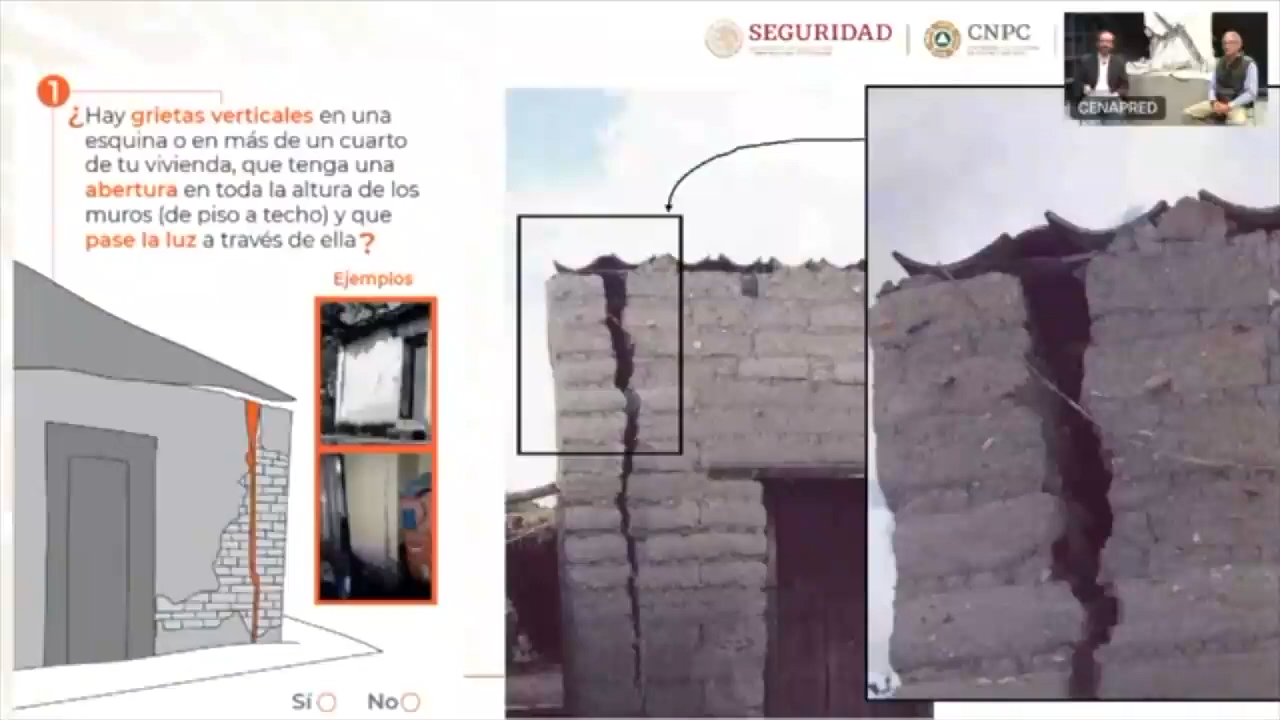 SEGURIDAD
CNPC
CENAPRED
1
¿Hay grietas verticales en una
esquina o en más de un cuarto
de tu vivienda, que tenga una
abertura en toda la altura de los
muros (de piso a techo) y que
pase la luz a través de ella?
Ejemplos
Sí
No